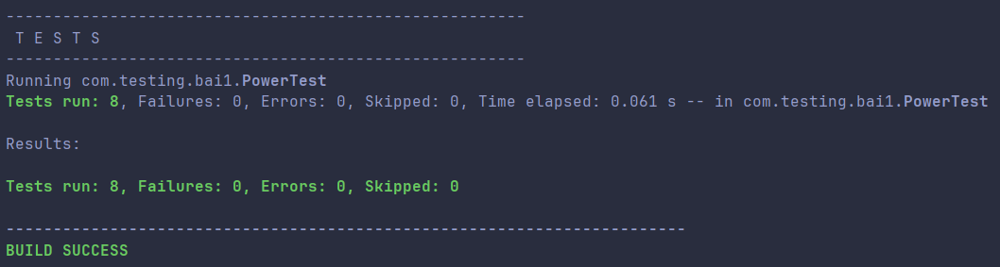 -------------------------------------------------------
 T E S T S
-------------------------------------------------------
Running com.testing.bai1.PowerTest
Tests run: 8, Failures: 0, Errors: 0, Skipped: 0, Time elapsed: 0.061 s -- in com.testing.bai1.PowerTest

Results:

Tests run: 8, Failures: 0, Errors: 0, Skipped: 0

------------------------------------------------------------------------
BUILD SUCCESS